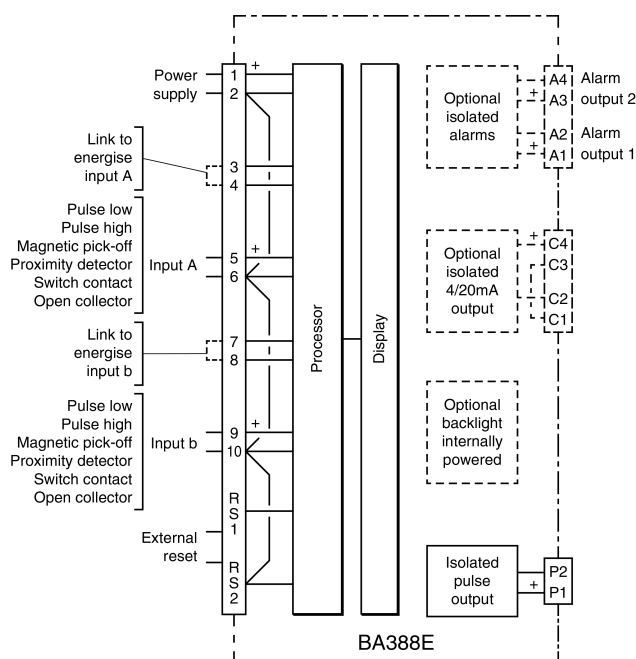 Power
supply
1
+
2
Link to
energise
input A
3
4
Pulse low
Pulse high
Magnetic pick-off
Proximity detector
Switch contact
Open collector
Input A
5
+
6
Link to
energise
input b
7
8
Pulse low
Pulse high
Magnetic pick-off
Proximity detector
Switch contact
Open collector
Input b
9
+
10
External
reset
R
S
1
R
S
2
Processor
Display
Optional
isolated
alarms
+
A4
A3
Alarm
output 2
+
A2
A1
Alarm
output 1
Optional
isolated
4/20mA
output
+
C4
C3
C2
C1
Optional
backlight
internally
powered
Isolated
pulse
output
+
P2
P1
BA388E